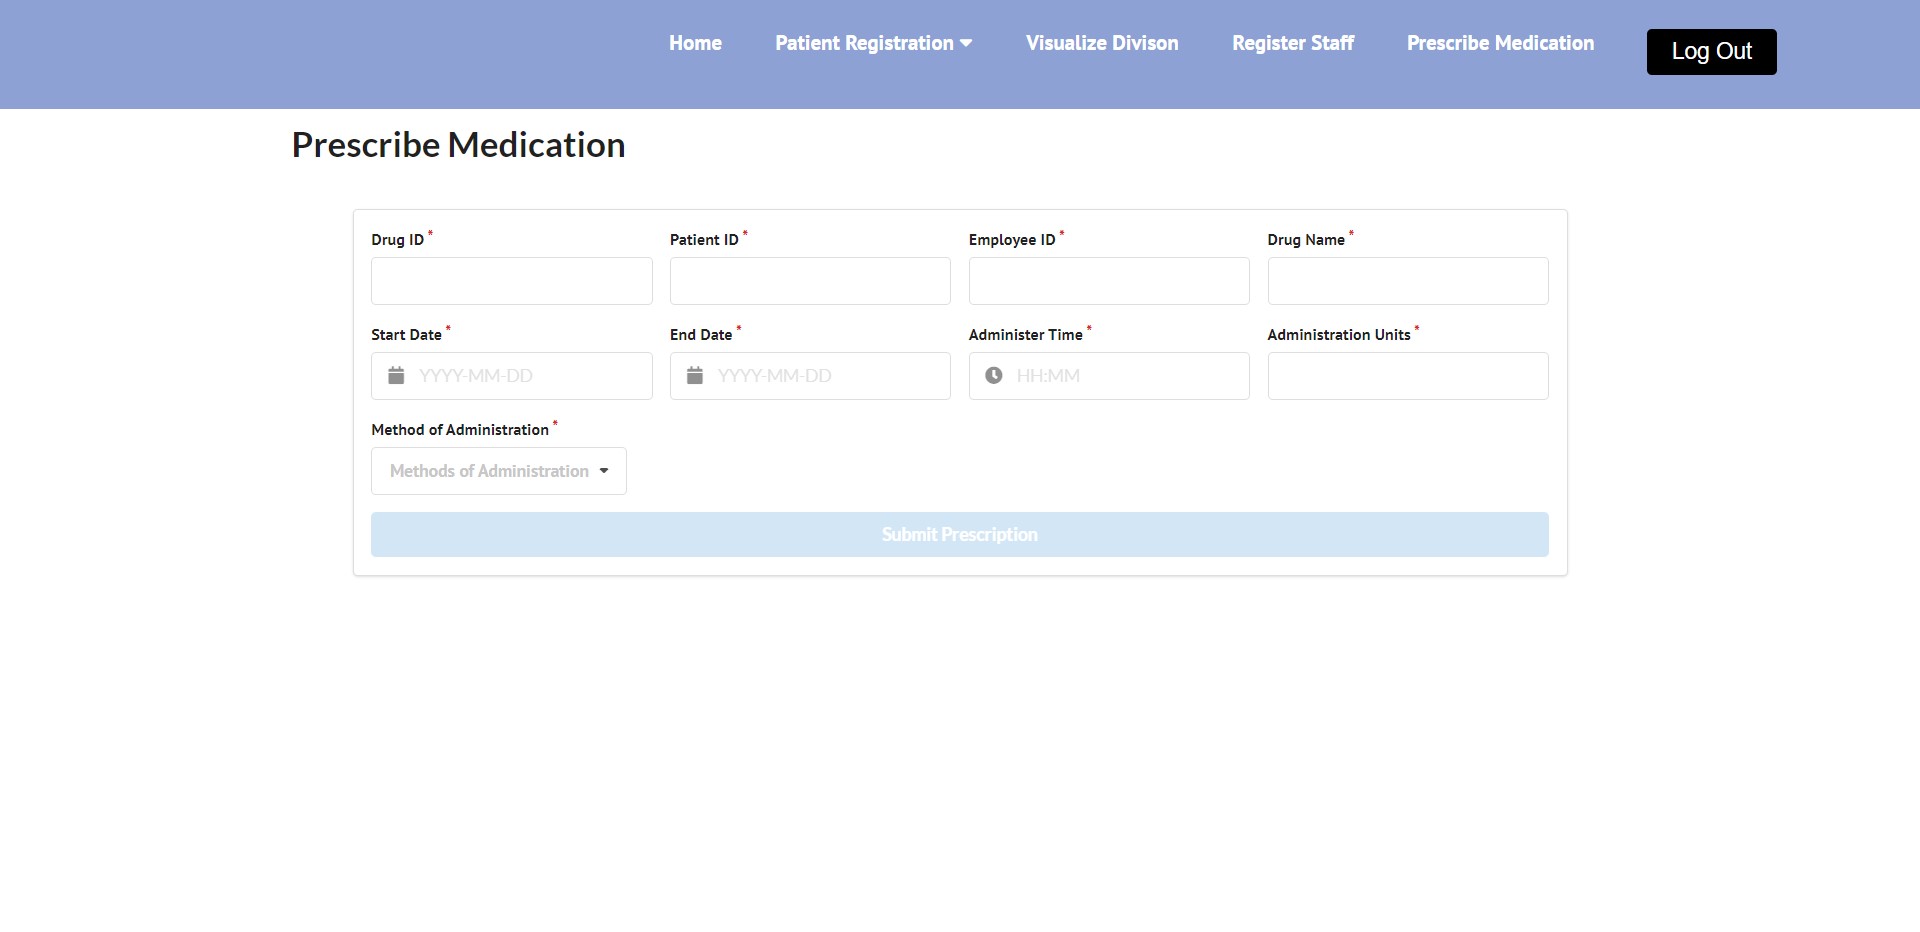 Home Patient Registration Visualize Divison Register Staff Prescribe Medication Log Out
Prescribe Medication
Drug ID * Patient ID * Employee ID * Drug Name *
Start Date * End Date * Administer Time * Administration Units *
YYYY-MM-DD YYYY-MM-DD HH:MM
Method of Administration *
Methods of Administration
Submit Prescription